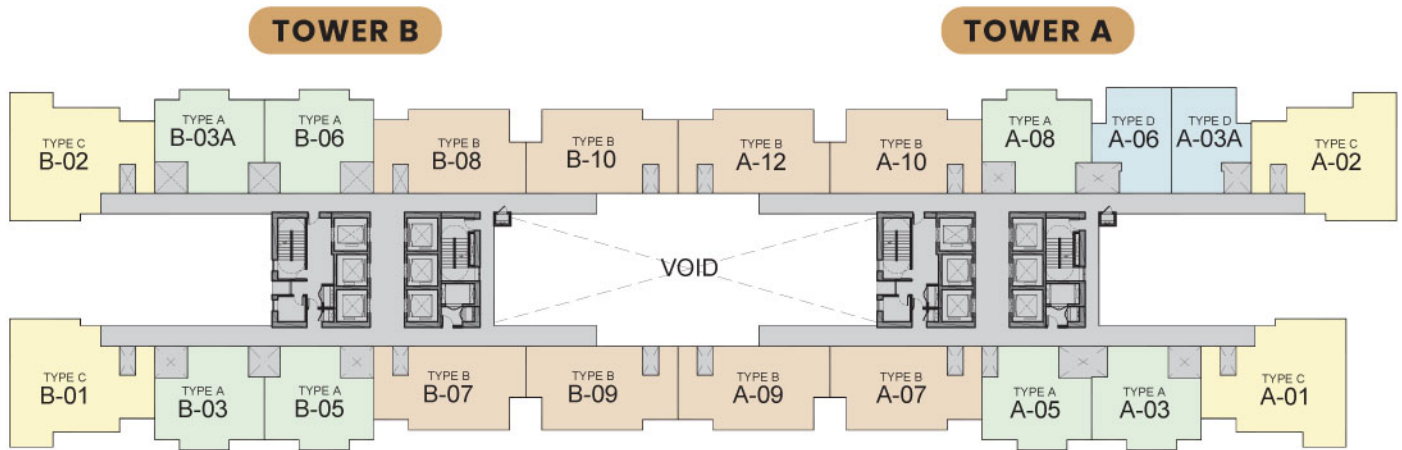 TOWER B
TOWER A
TYPE C
B-02
TYPE A
B-03A
TYPE A
B-06
TYPE B
B-08
TYPE B
B-10
TYPE B
A-12
TYPE B
A-10
TYPE A
A-08
TYPE D
A-06
TYPE D
A-03A
TYPE C
A-02
VOID
TYPE C
B-01
TYPE A
B-03
TYPE A
B-05
TYPE B
B-07
TYPE B
B-09
TYPE B
A-09
TYPE B
A-07
TYPE A
A-05
TYPE A
A-03
TYPE C
A-01